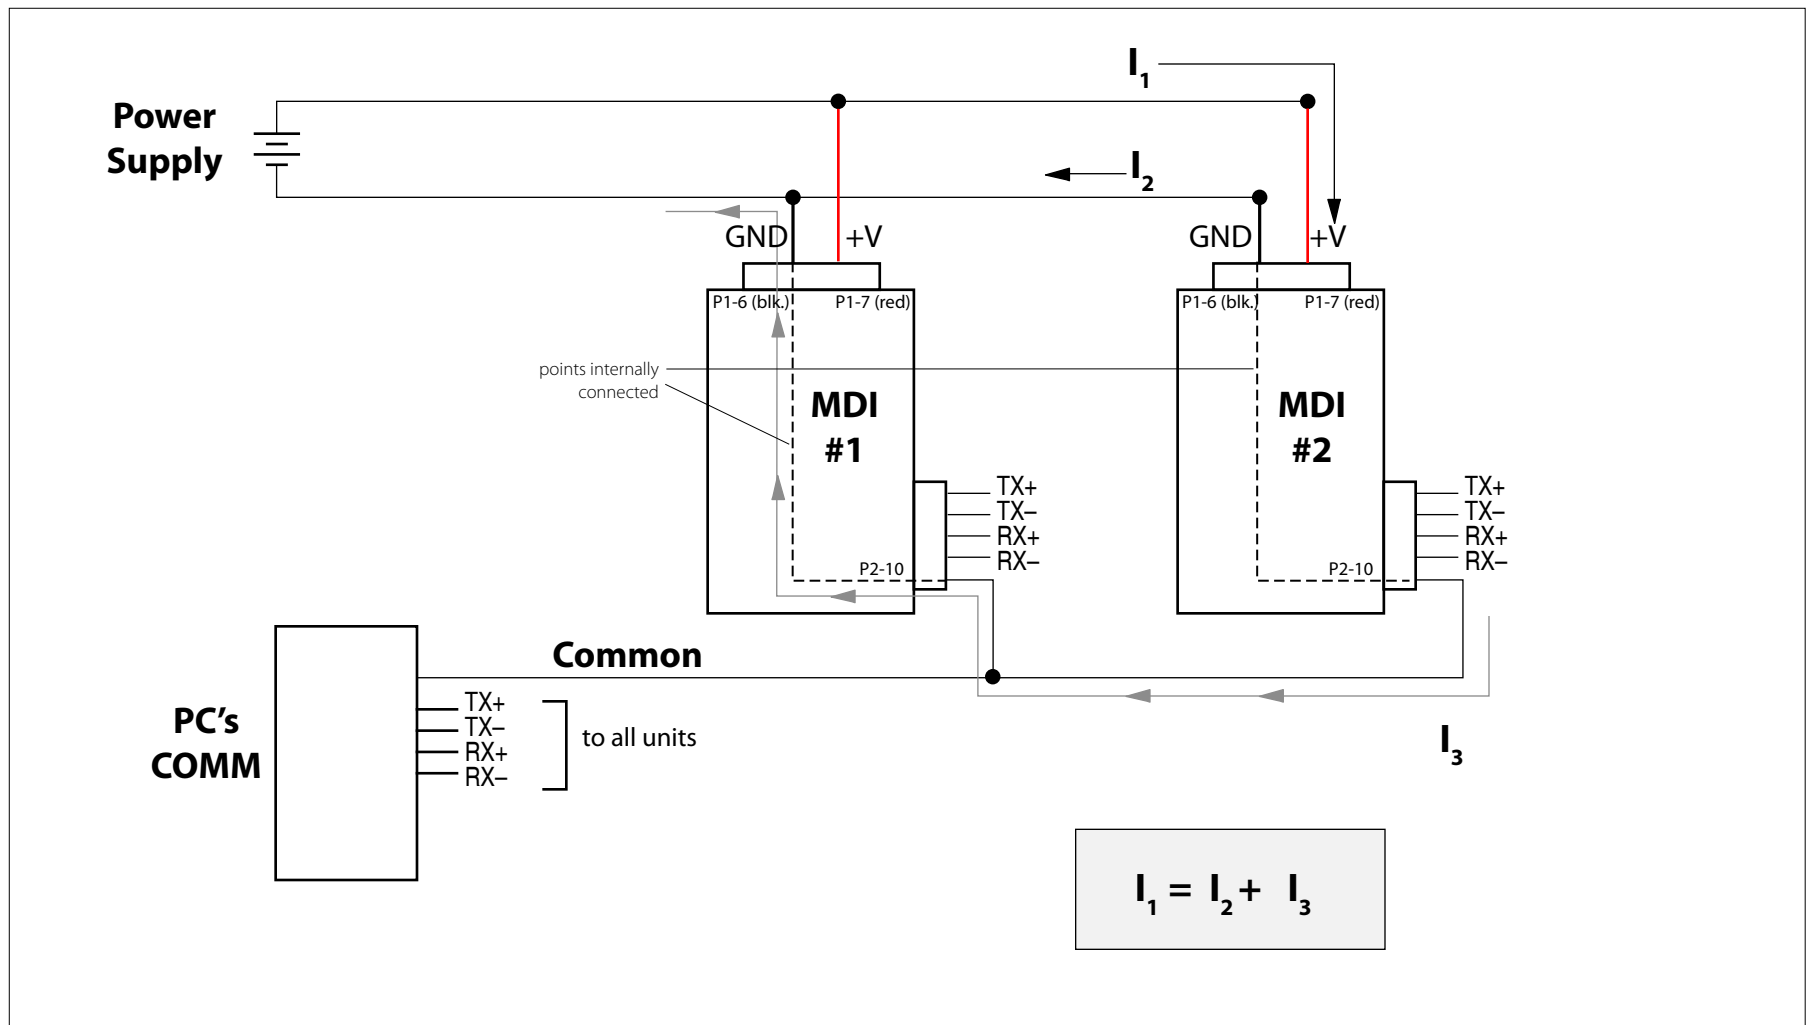 I1
Power
Supply
I2
GND
+V
GND
+V
P1-6 (blk.)
P1-7 (red)
P1-6 (blk.)
P1-7 (red)
points internally
connected
MDI
#1
MDI
#2
TX+
TX–
RX+
RX–
TX+
TX–
RX+
RX–
P2-10
P2-10
Common
PC’s
COMM
TX+
TX–
RX+
RX–
to all units
I3
I1 = I2 + I3